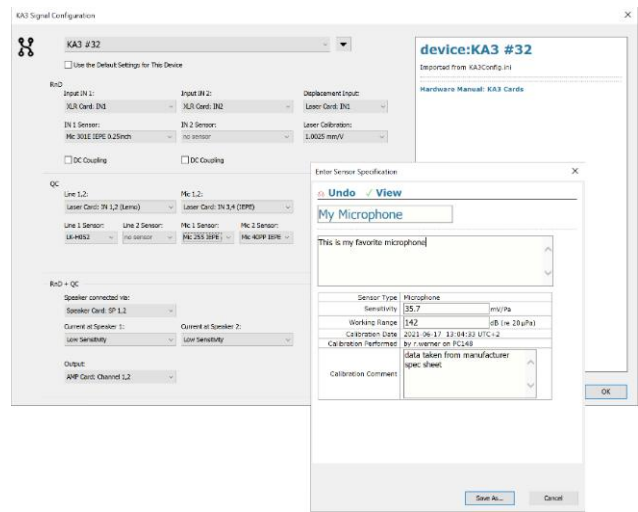 KA3 Signal Configuration
KA3 #32
Use the Default Settings for This Device
RnD
Input IN 1: Input IN 2: Displacement Input:
XLR Card: IN1 XLR Card: IN2 Laser Card: IN1
IN 1 Sensor: IN 2 Sensor: Laser Calibration:
Mic 301E IEPE 0.25inch no sensor 1.0025 mm/V
DC Coupling DC Coupling
QC
Line 1,2: Mic 1,2:
Laser Card: IN 1,2 (Lemo) Laser Card: IN 3,4 (IEPE)
Line 1 Sensor: Line 2 Sensor: Mic 1 Sensor: Mic 2 Sensor:
LK-H052 no sensor Mic 255 IEPE Mic 40PP IEPE
RnD + QC
Speaker connected via:
Speaker Card: SP 1,2
Current at Speaker 1: Current at Speaker 2:
Low Sensitivity Low Sensitivity
Output:
AMP Card: Channel 1,2
device:KA3 #32
Imported from KA3Config.ini
Hardware Manual: KA3 Cards
OK
Enter Sensor Specification
Undo View
My Microphone
This is my favorite microphone
Sensor Type Microphone
Sensitivity 35.7 mV/Pa
Working Range 142 dB (re 20µPa)
Calibration Date 2021-06-17 13:04:33 UTC+2
Calibration Performed by r.werner on PC148
Calibration Comment data taken from manufacturer
spec sheet
Save As... Cancel